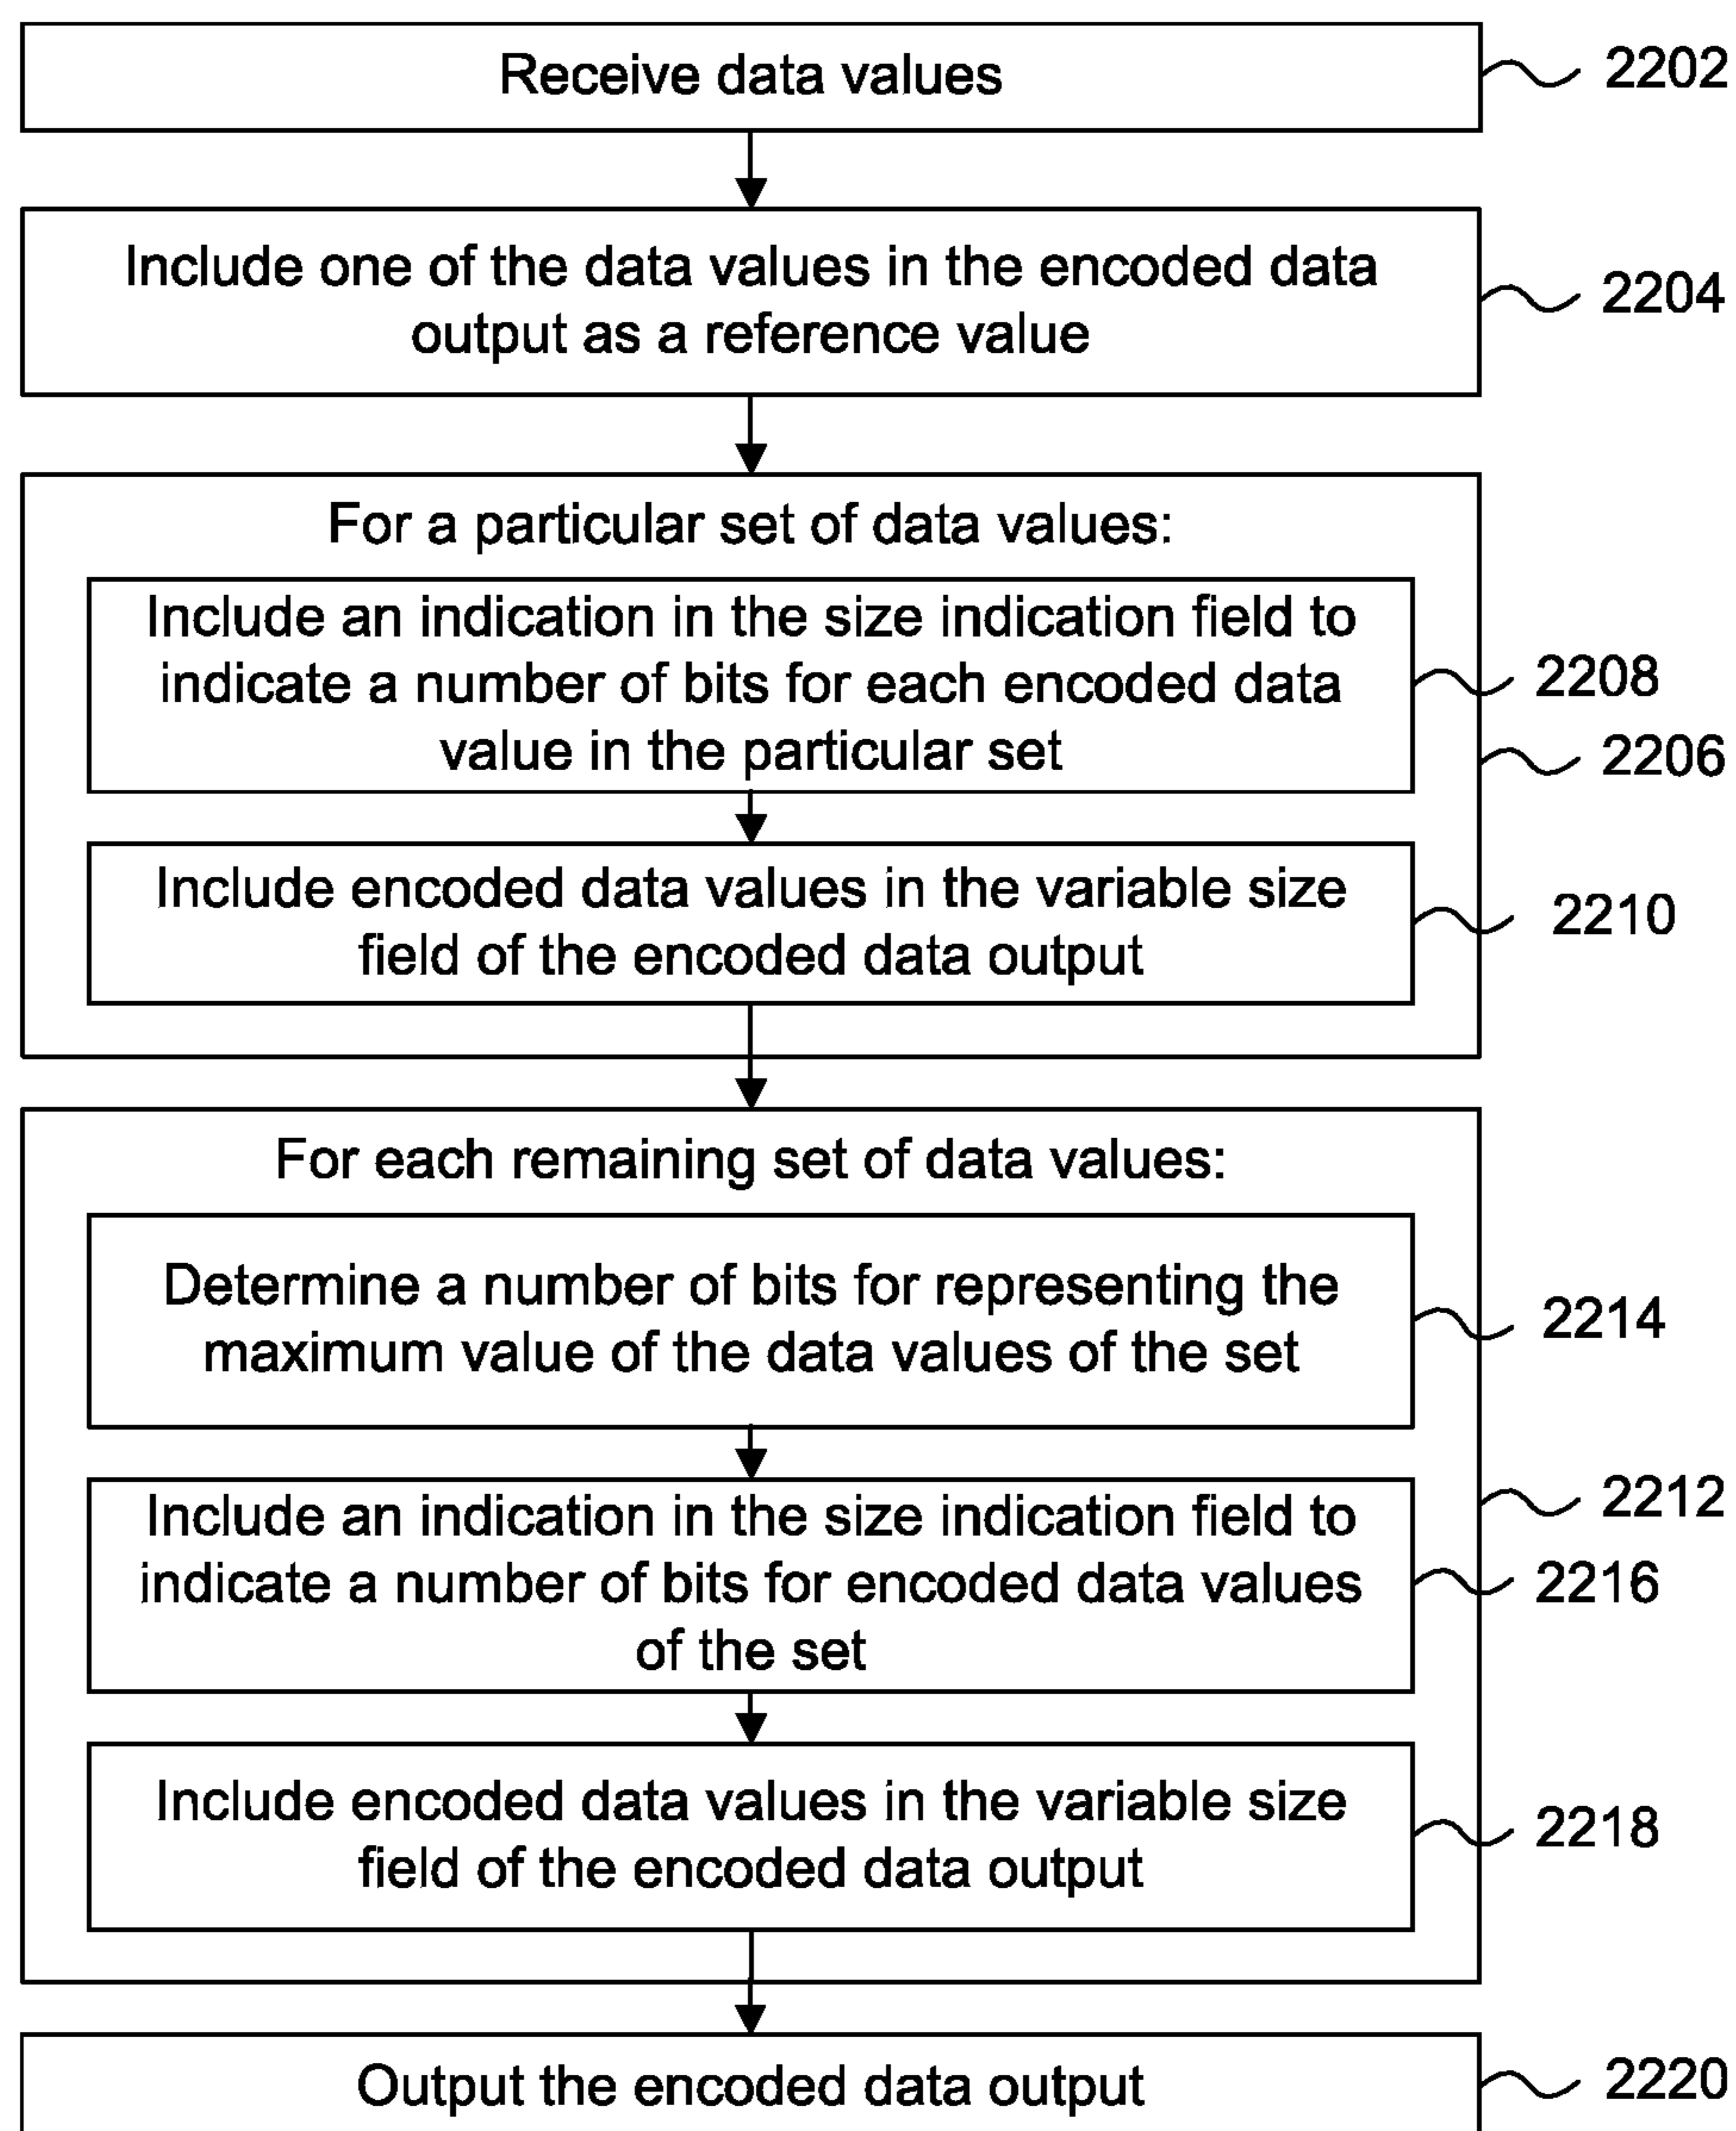 Receive data values
2202
Include one of the data values in the encoded data
output as a reference value
2204
For a particular set of data values:
Include an indication in the size indication field to
indicate a number of bits for each encoded data
value in the particular set
2208
2206
Include encoded data values in the variable size
field of the encoded data output
2210
For each remaining set of data values:
Determine a number of bits for representing the
maximum value of the data values of the set
2214
2212
Include an indication in the size indication field to
indicate a number of bits for encoded data values
of the set
2216
Include encoded data values in the variable size
field of the encoded data output
2218
Output the encoded data output
2220